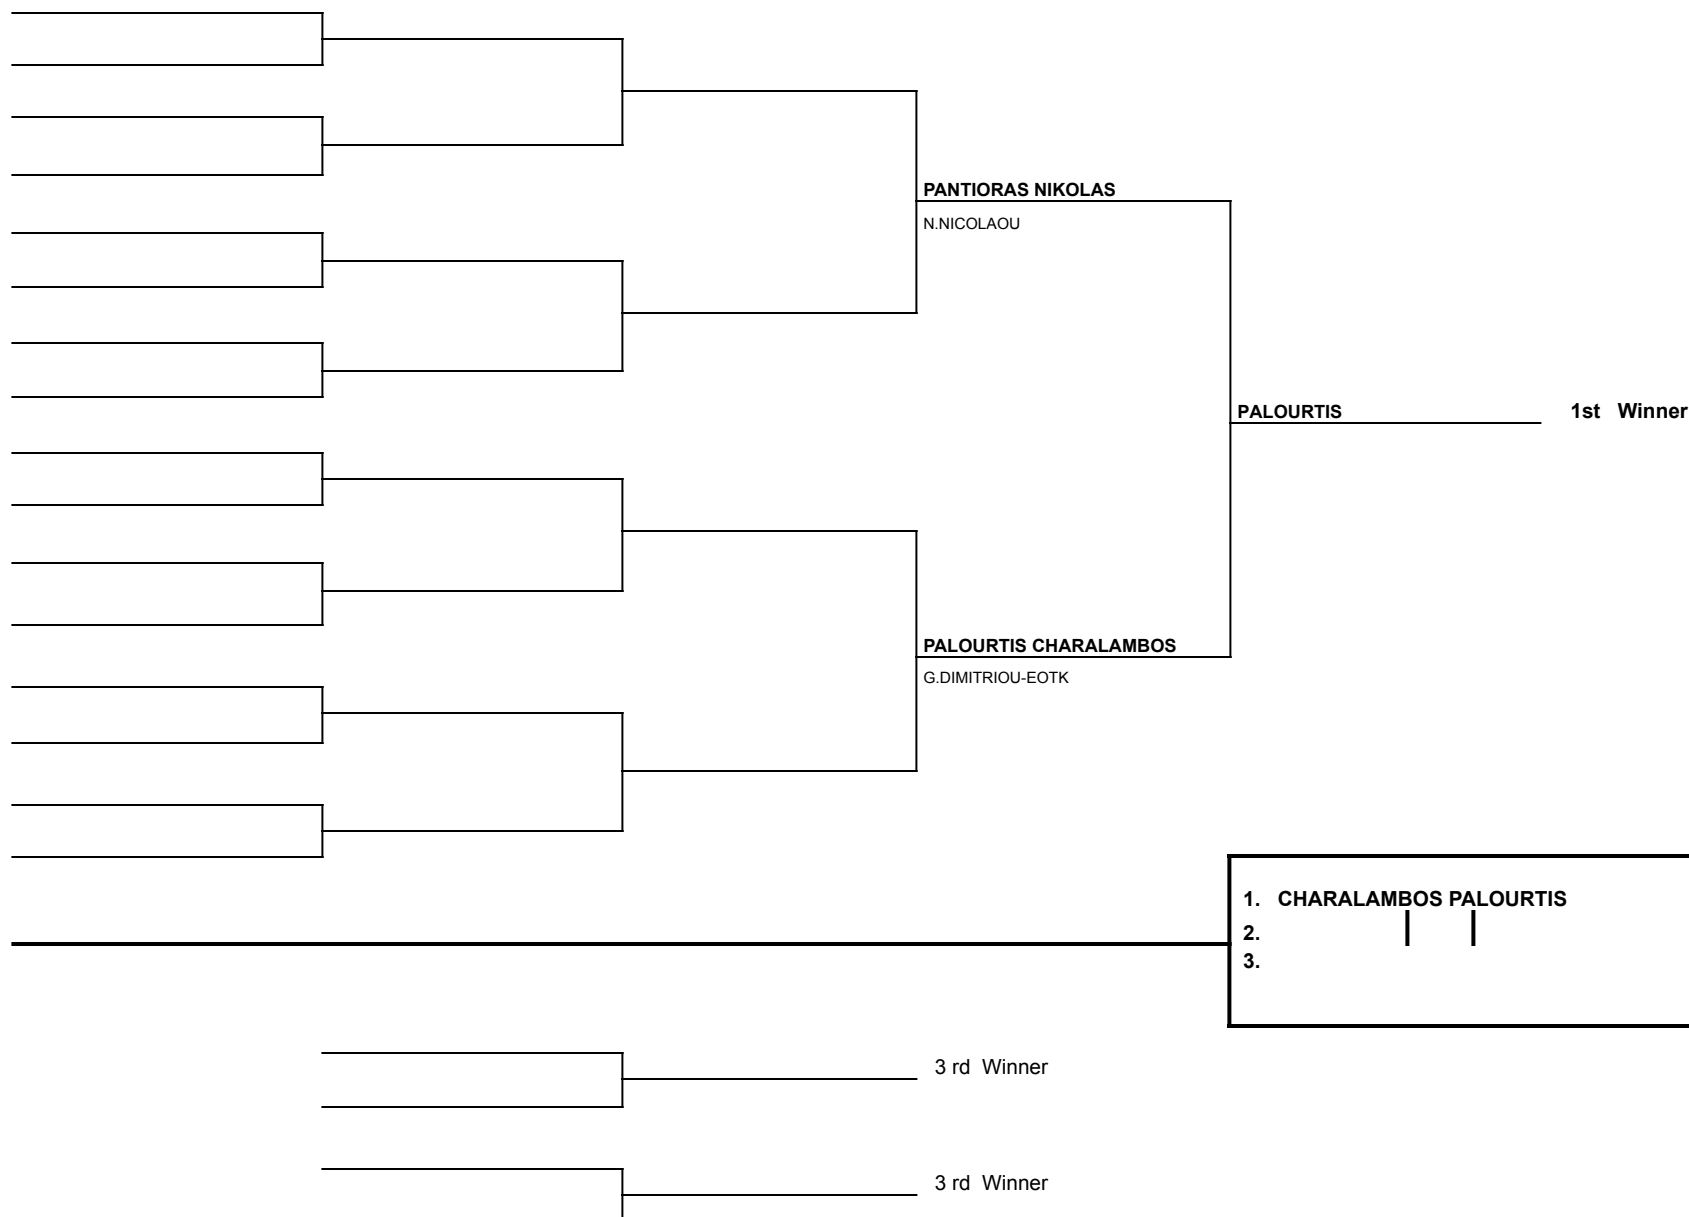 PANTIORAS NIKOLAS
N.NICOLAOU
PALOURTIS 1st Winner
PALOURTIS CHARALAMBOS
G.DIMITRIOU-EOTK
1. CHARALAMBOS PALOURTIS
2.
3.
3 rd Winner
3 rd Winner